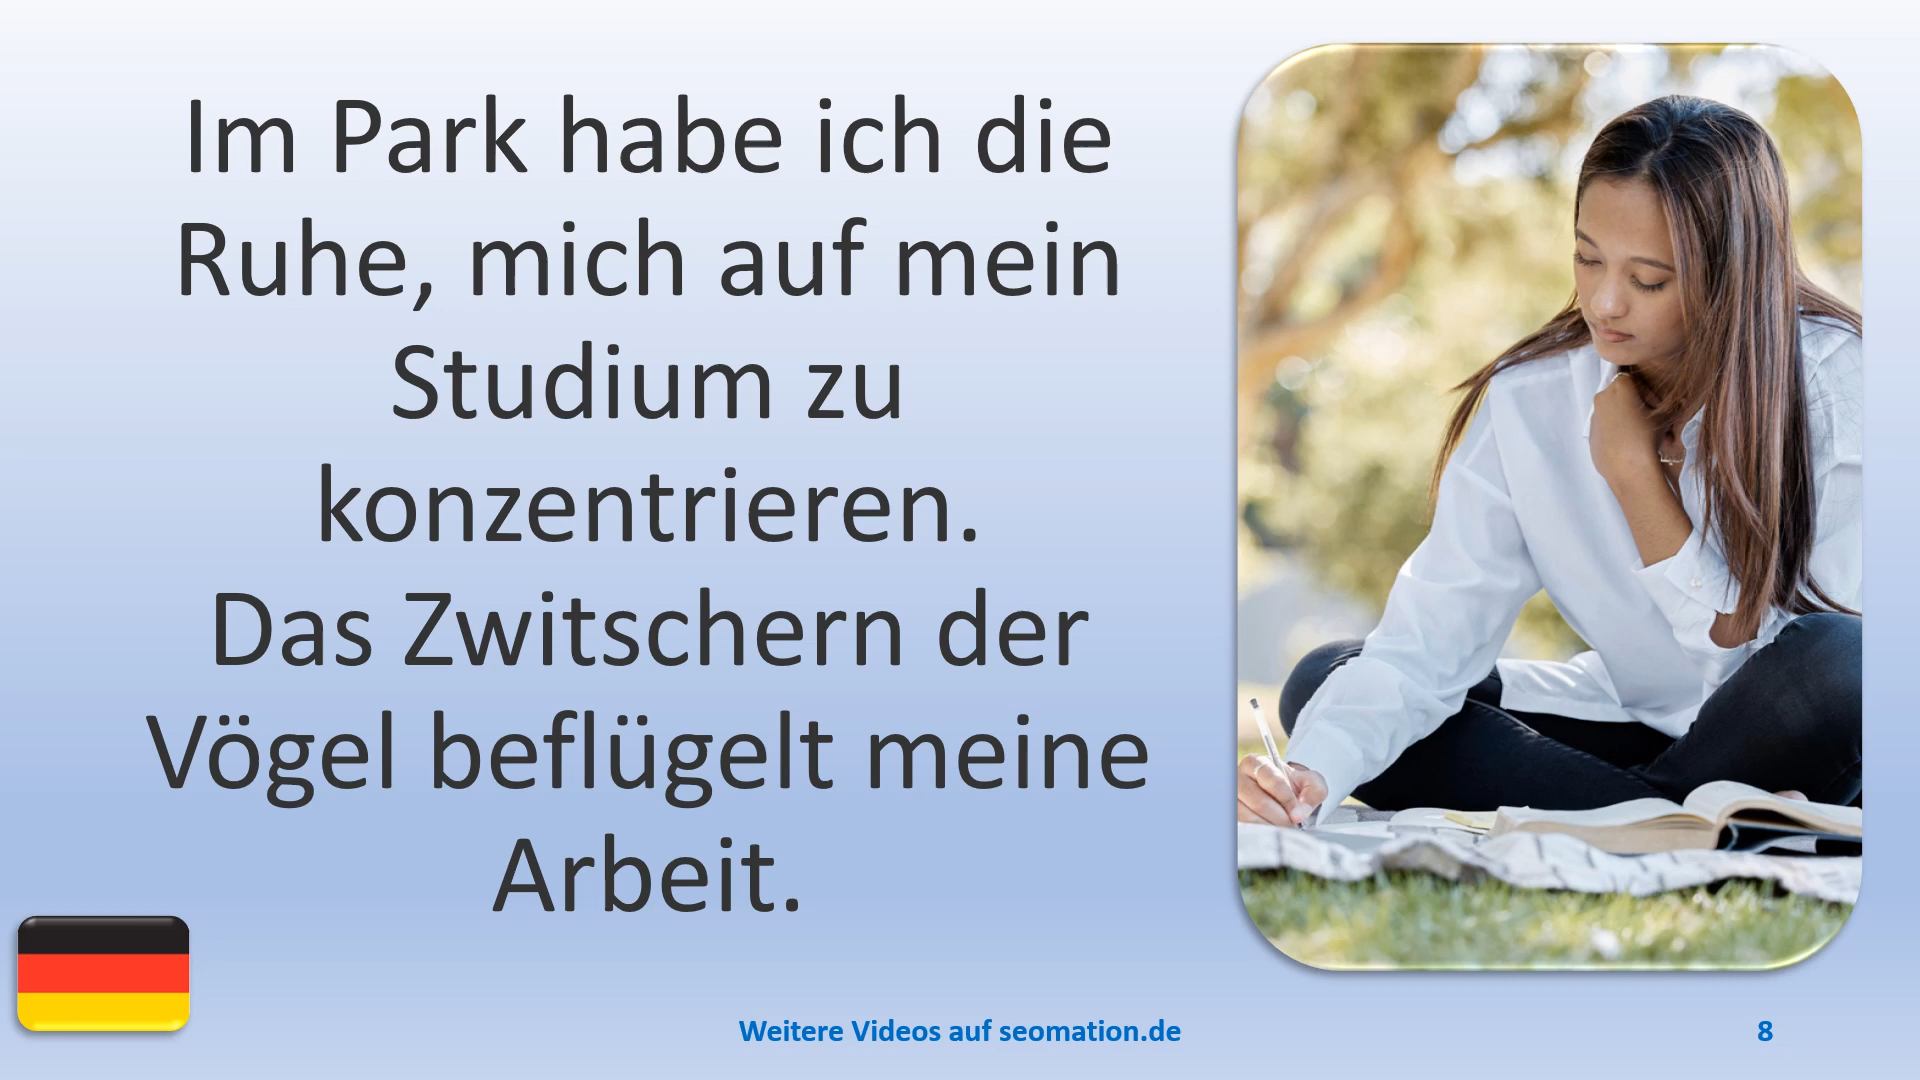 Im Park habe ich die
Ruhe, mich auf mein
Studium zu
konzentrieren.
Das Zwitschern der
Vögel beflügelt meine
Arbeit.
Weitere Videos auf seomation.de
8